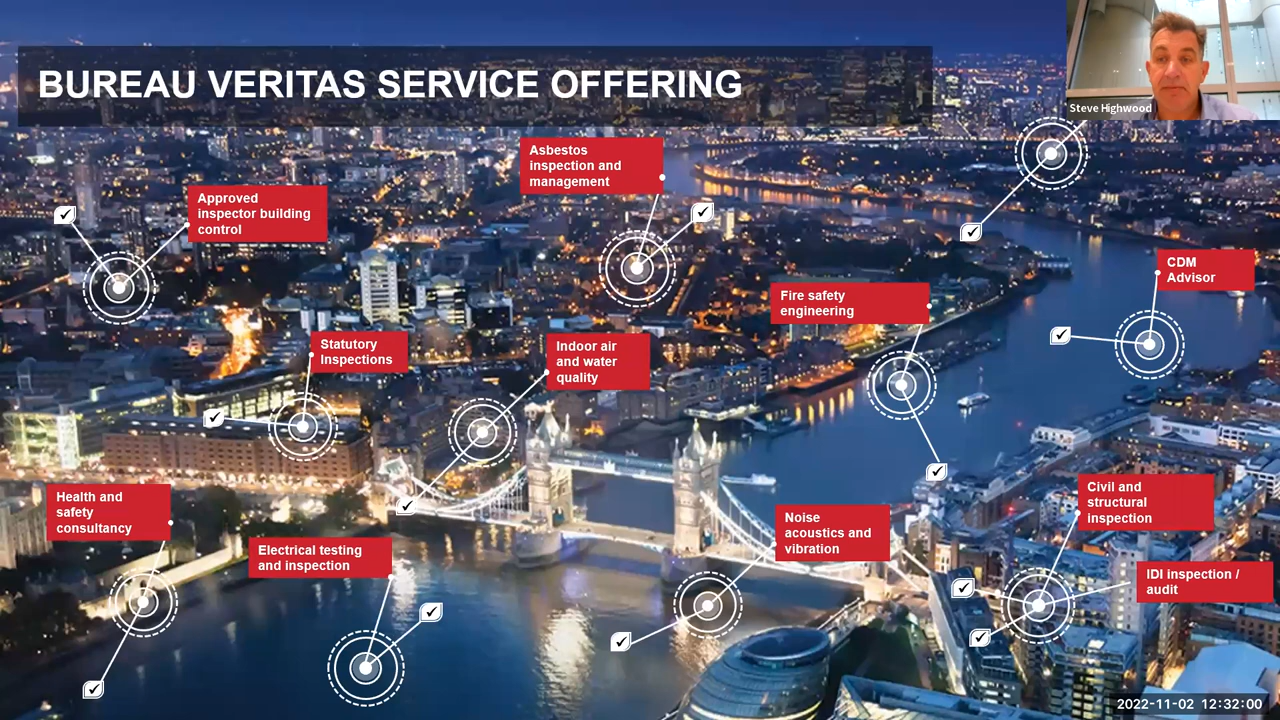 BUREAU VERITAS SERVICE OFFERING
Steve Highwood
Asbestos
inspection and
management
Approved
inspector building
control
CDM
Advisor
Fire safety
engineering
Statutory
Inspections
Indoor air
and water
quality
Health and
safety
consultancy
Civil and
structural
inspection
Noise
acoustics and
vibration
Electrical testing
and inspection
IDI inspection /
audit
2022-11-02 12:32:00